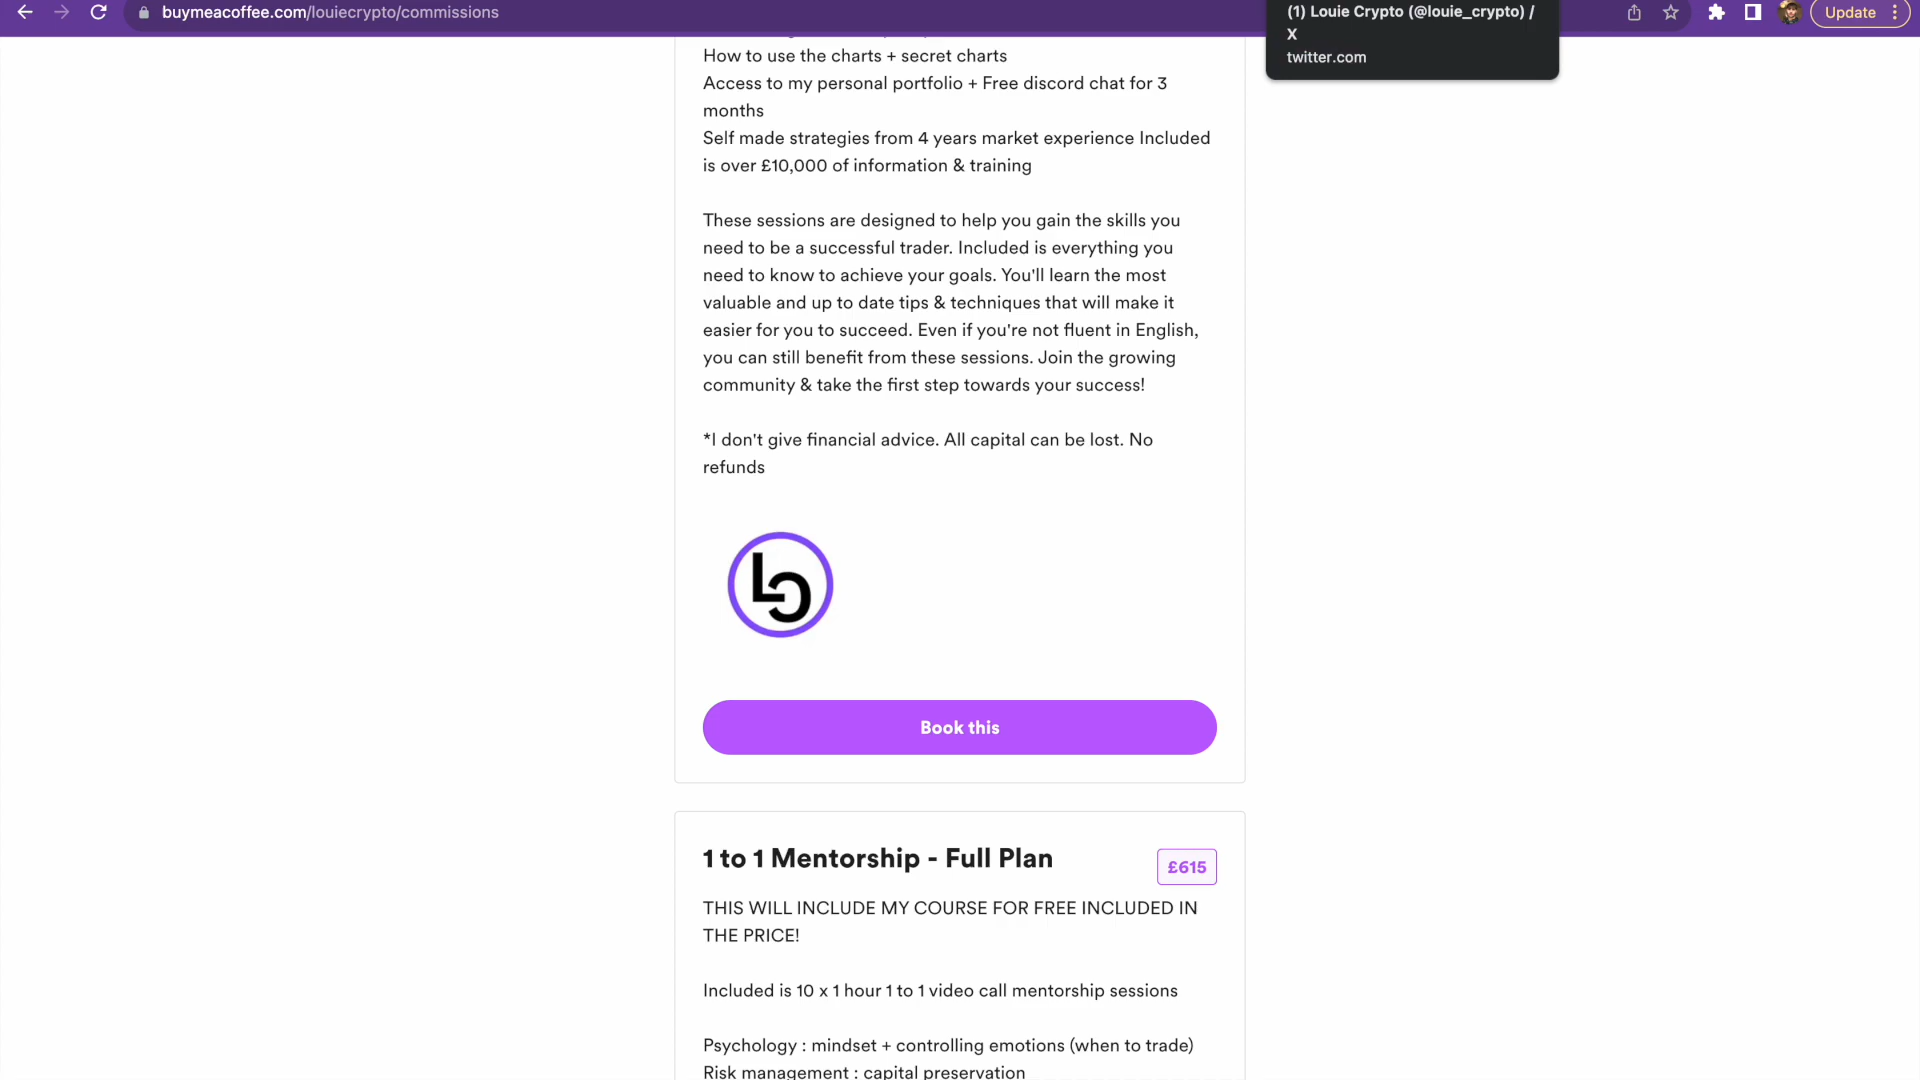 buymeacoffee.com/louiecrypto/commissions
(1) Louie Crypto (@louie_crypto) /
X
twitter.com
Update
How to use the charts + secret charts
Access to my personal portfolio + Free discord chat for 3
months
Self made strategies from 4 years market experience Included
is over £10,000 of information & training
These sessions are designed to help you gain the skills you
need to be a successful trader. Included is everything you
need to know to achieve your goals. You'll learn the most
valuable and up to date tips & techniques that will make it
easier for you to succeed. Even if you're not fluent in English,
you can still benefit from these sessions. Join the growing
community & take the first step towards your success!
*I don't give financial advice. All capital can be lost. No
refunds
LC
Book this
1 to 1 Mentorship - Full Plan
£615
THIS WILL INCLUDE MY COURSE FOR FREE INCLUDED IN
THE PRICE!
Included is 10 x 1 hour 1 to 1 video call mentorship sessions
Psychology : mindset + controlling emotions (when to trade)
Risk management : capital preservation